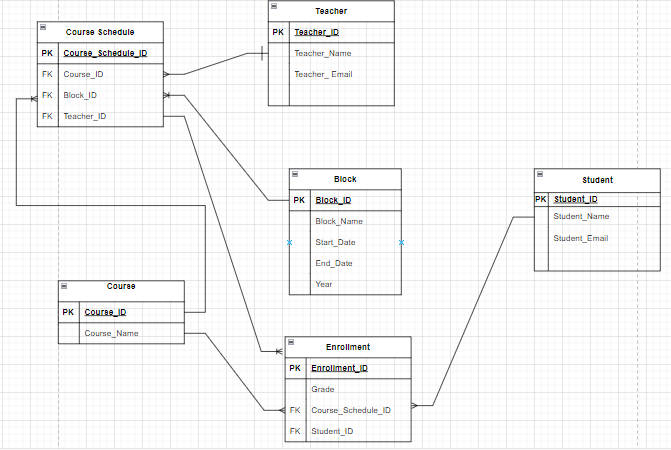 Course Schedule
PK Course_Schedule_ID
FK Course_ID
FK Block_ID
FK Teacher_ID
Teacher
PK Teacher_ID
Teacher_Name
Teacher_ Email
Block
PK Block_ID
Block_Name
Start_Date
End_Date
Year
Student
PK Student_ID
Student_Name
Student_Email
Course
PK Course_ID
Course_Name
Enrollment
PK Enrollment_ID
Grade
FK Course_Schedule_ID
FK Student_ID